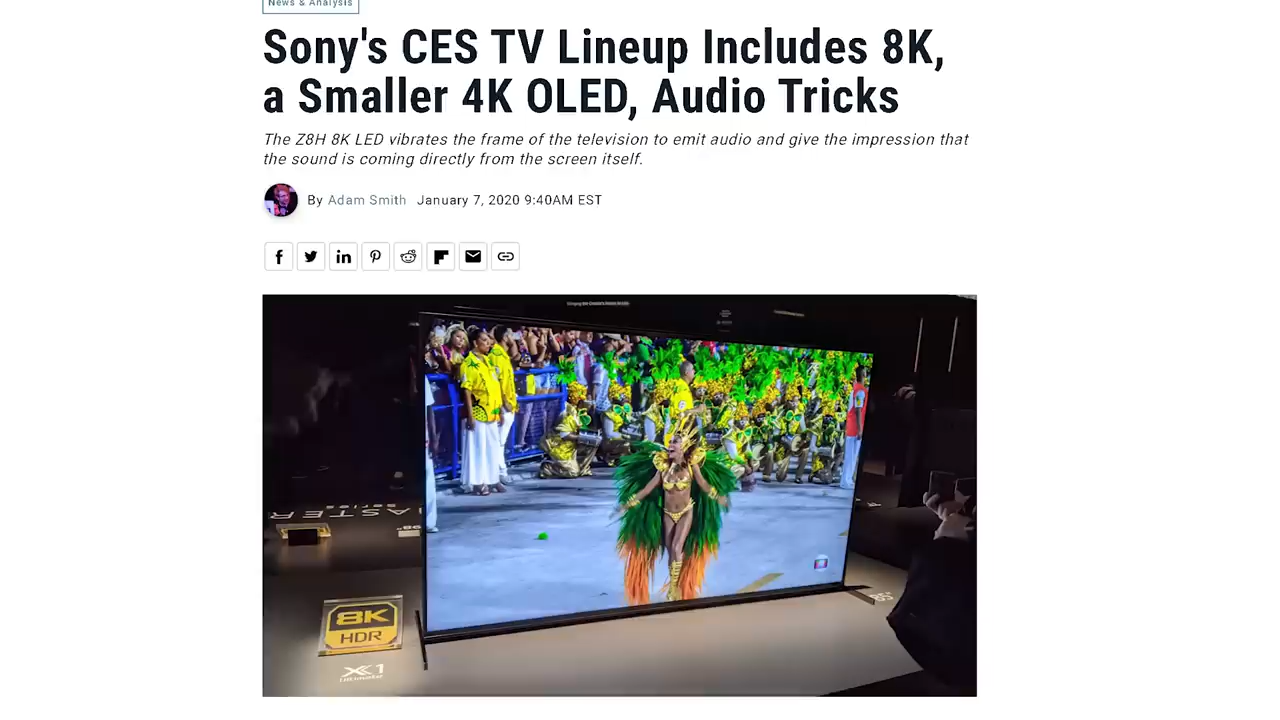 News & Analysis
Sony's CES TV Lineup Includes 8K,
a Smaller 4K OLED, Audio Tricks
The Z8H 8K LED vibrates the frame of the television to emit audio and give the impression that
the sound is coming directly from the screen itself.
By Adam Smith January 7, 2020 9:40AM EST
8K
HDR
X1
Ultimate